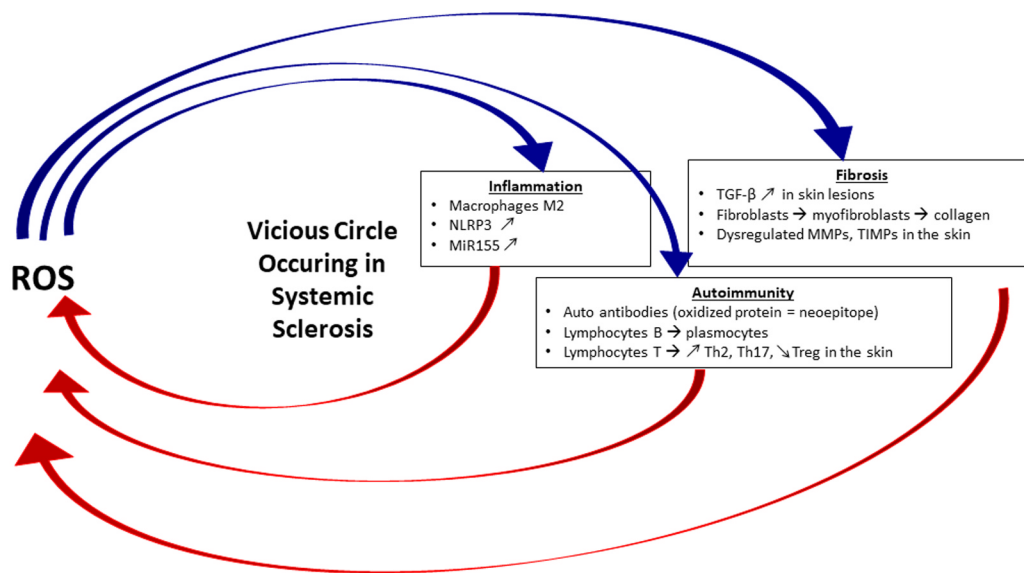 ROS
Vicious Circle
Occuring in
Systemic
Sclerosis
Inflammation
• Macrophages M2
• NLRP3 ↗
• MiR155 ↗
Fibrosis
• TGF-β ↗ in skin lesions
• Fibroblasts → myofibroblasts → collagen
• Dysregulated MMPs, TIMPs in the skin
Autoimmunity
• Auto antibodies (oxidized protein = neoepitope)
• Lymphocytes B → plasmocytes
• Lymphocytes T → ↗ Th2, Th17, ↘ Treg in the skin